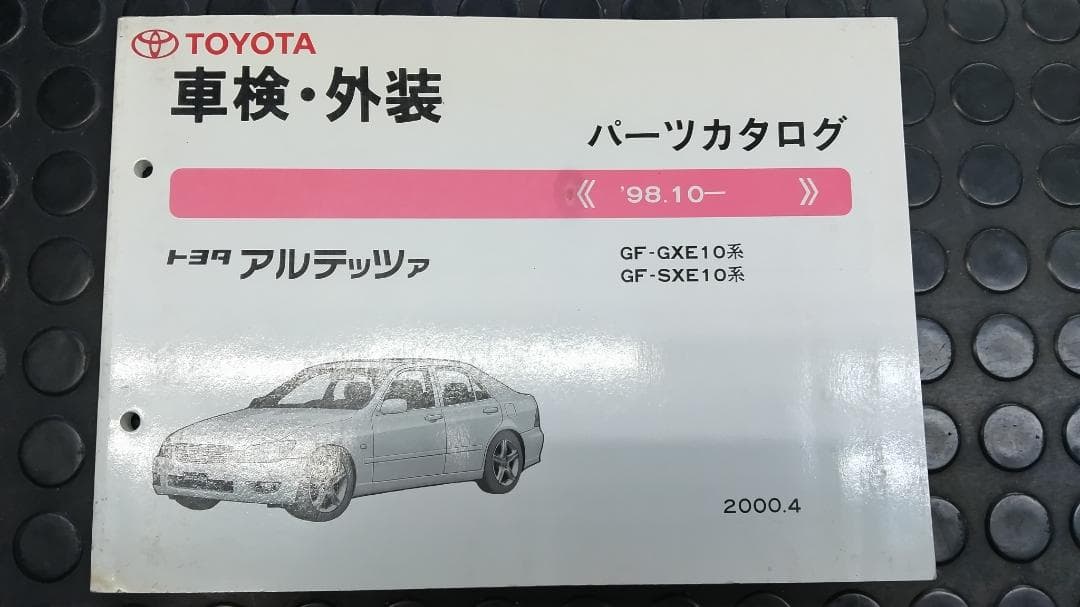 TOYOTA
車検・外装
パーツカタログ
《 '98.10― 》
トヨタ アルテッツァ
GF-GXE10系
GF-SXE10系
2000.4